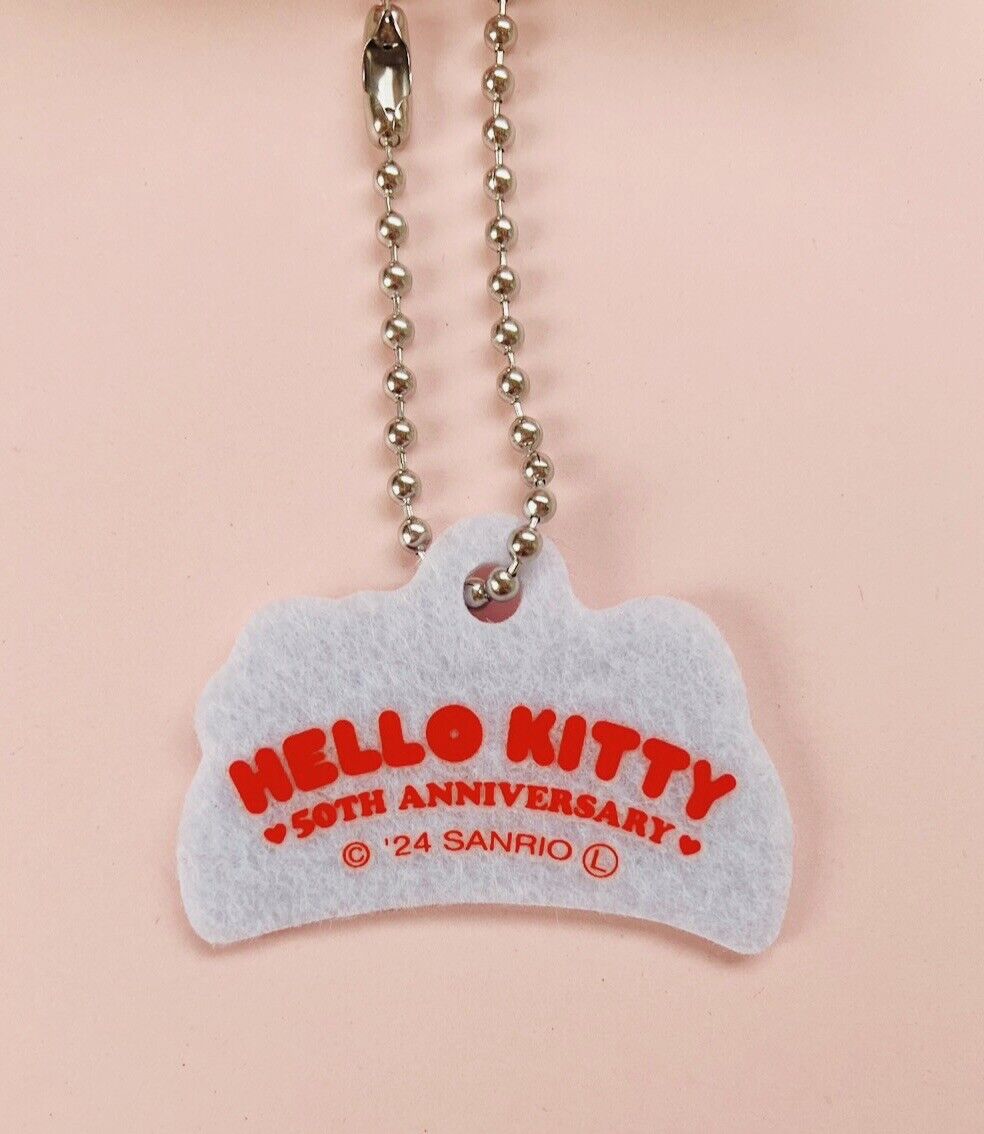 HELLO KITTY
♥50TH ANNIVERSARY♥
© '24 SANRIO Ⓛ